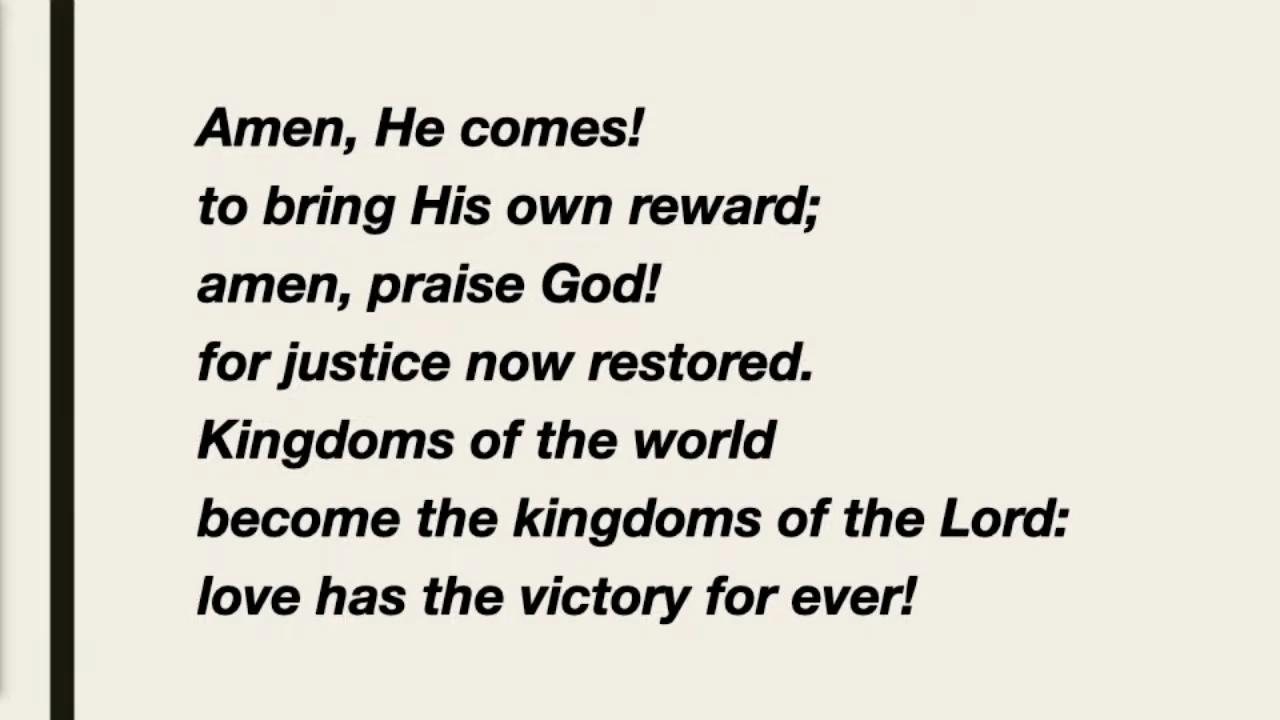 Amen, He comes!
to bring His own reward;
amen, praise God!
for justice now restored.
Kingdoms of the world
become the kingdoms of the Lord:
love has the victory for ever!